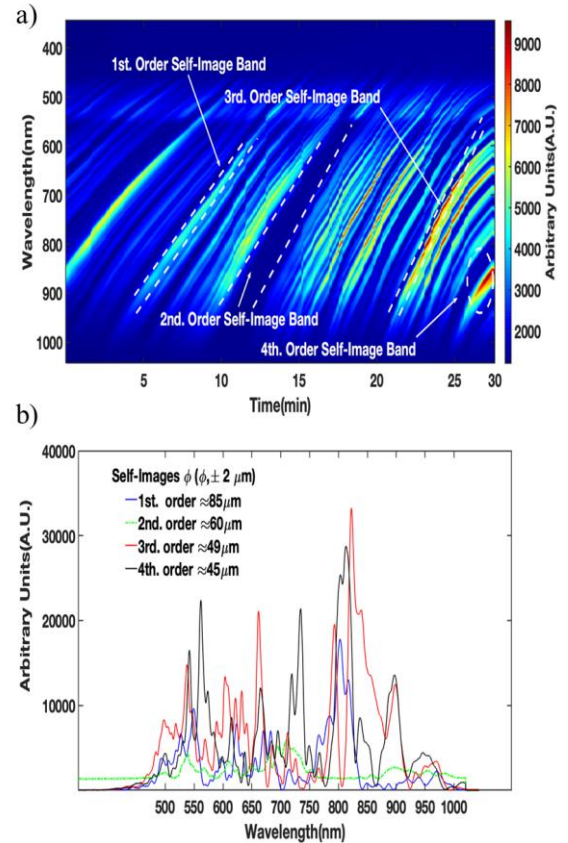 a)
1st. Order Self-Image Band
3rd. Order Self-Image Band
2nd. Order Self-Image Band
4th. Order Self-Image Band
Wavelength(nm)
400
500
600
700
800
900
1000
5
10
15
20
25
30
Time(min)
9000
8000
7000
6000
5000
4000
3000
2000
Arbitrary Units(A.U.)
b)
Self-Images ϕ (ϕ,± 2 μm)
1st. order ≈85μm
2nd. order ≈60μm
3rd. order ≈49μm
4th. order ≈45μm
Arbitrary Units(A.U.)
40000
30000
20000
10000
500 550 600 650 700 750 800 850 900 950 1000
Wavelength(nm)